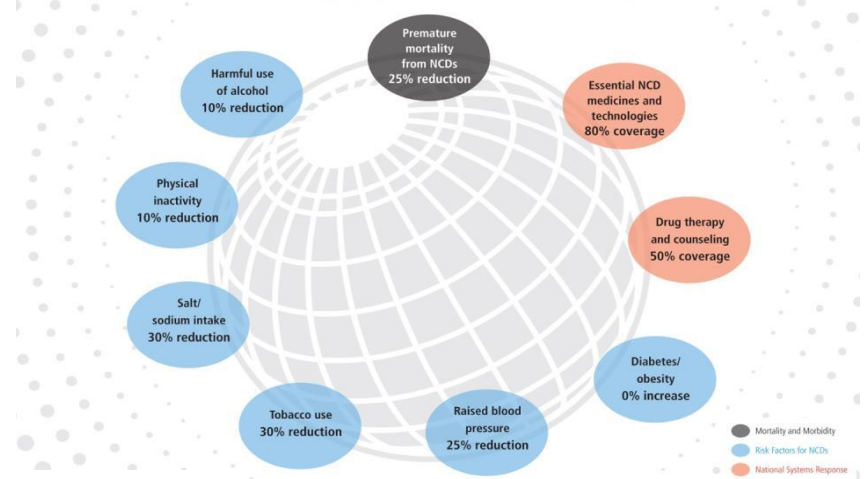 Premature
mortality
from NCDs
25% reduction
Harmful use
of alcohol
10% reduction
Essential NCD
medicines and
technologies
80% coverage
Physical
inactivity
10% reduction
Drug therapy
and counseling
50% coverage
Salt/
sodium intake
30% reduction
Diabetes/
obesity
0% increase
Tobacco use
30% reduction
Raised blood
pressure
25% reduction
Mortality and Morbidity
Risk Factors for NCDs
National Systems Response